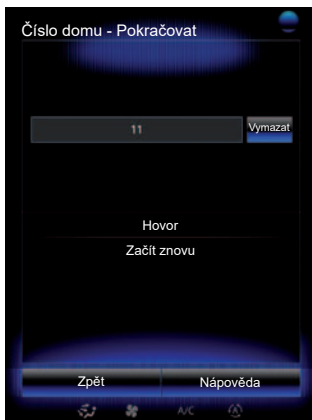 Číslo domu - Pokračovat
11
Vymazat
Hovor
Začít znovu
Zpět
Nápověda
A/C